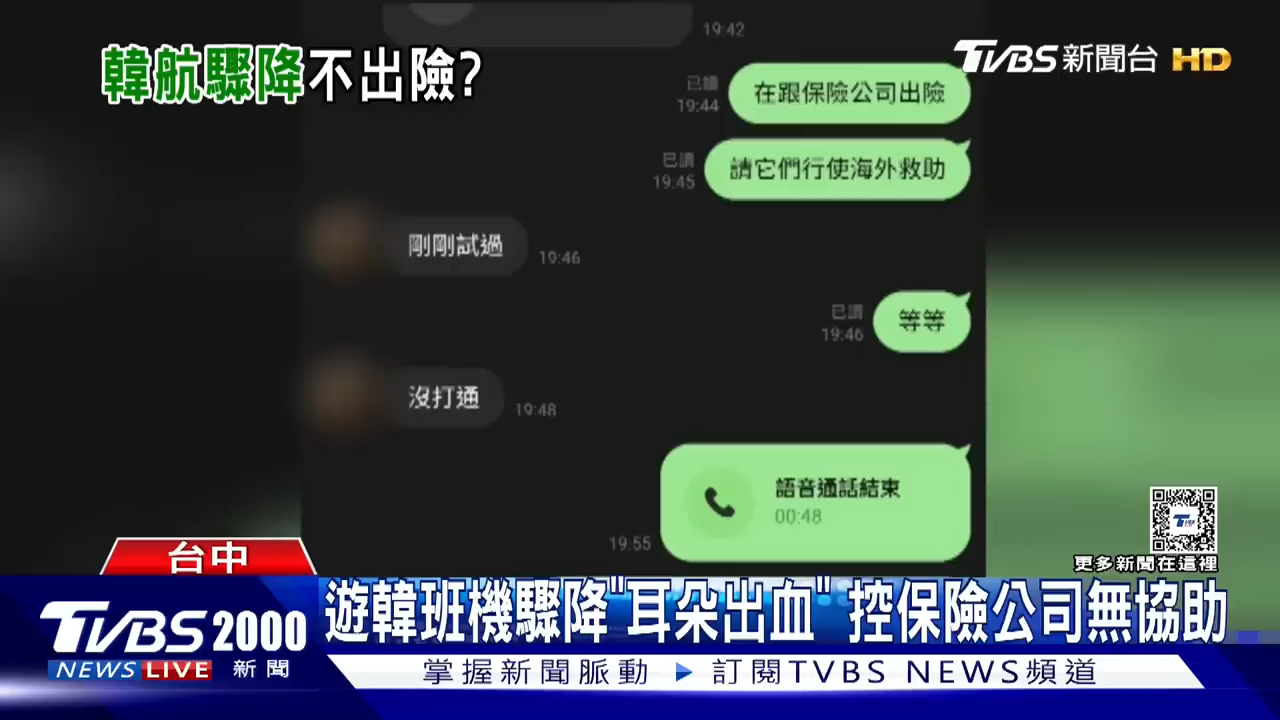 韓航驟降不出險?
TVBS新聞台 HD
19:42
已讀
19:44
在跟保險公司出險
已讀
19:45
請它們行使海外救助
剛剛試過
19:46
已讀
19:46
等等
沒打通
19:48
語音通話結束
00:48
19:55
更多新聞在這裡
台中
遊韓班機驟降"耳朵出血" 控保險公司無協助
TVBS 2000
NEWS LIVE 新聞
掌握新聞脈動 ▶ 訂閱TVBS NEWS頻道